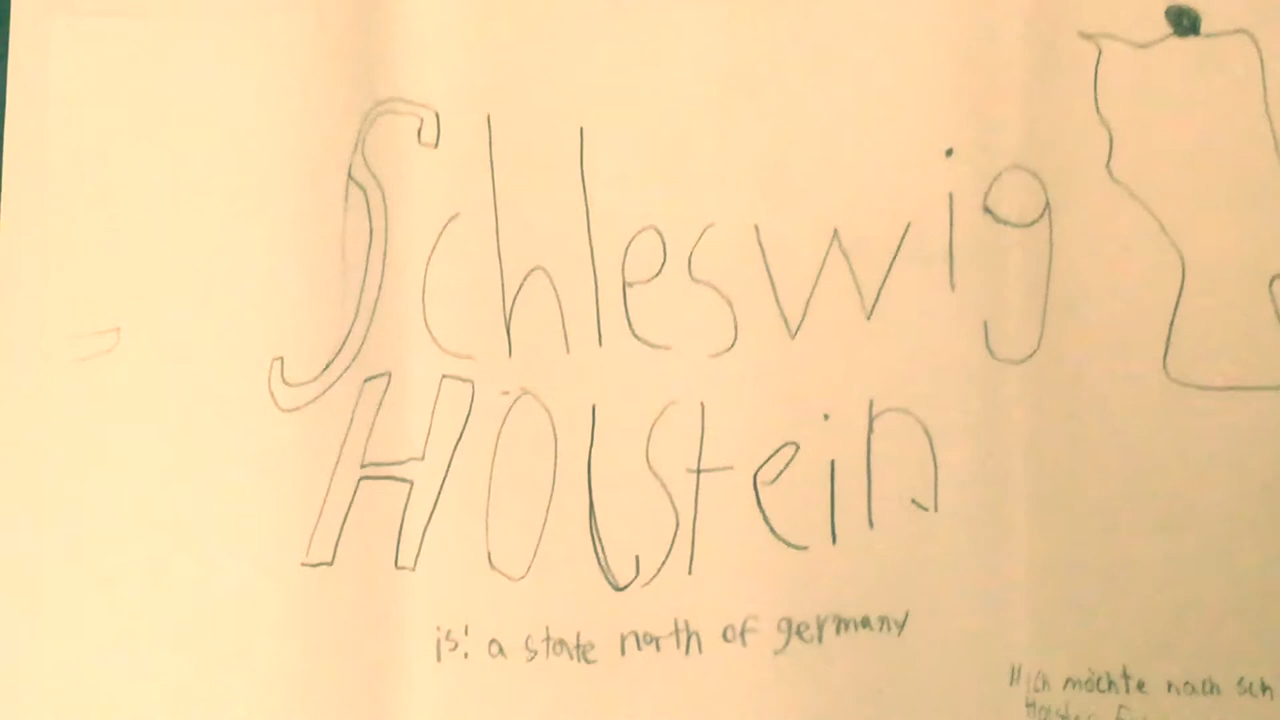 Schleswig
Holstein
is: a state north of germany
"ich möchte nach sch